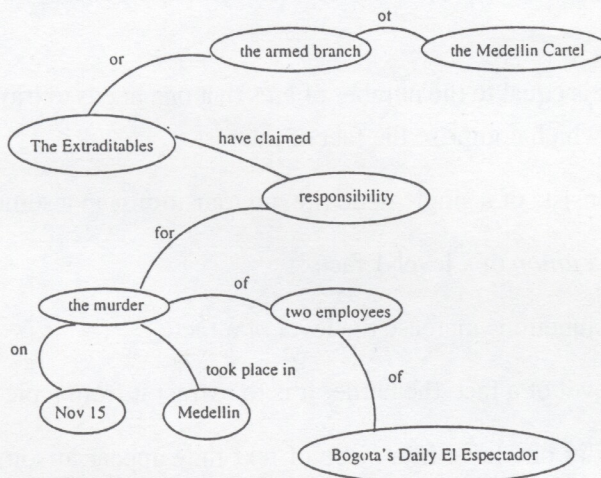 of
or
the armed branch
the Medellin Cartel
The Extraditables
have claimed
responsibility
for
the murder
of
two employees
on
took place in
of
Nov 15
Medellin
Bogota's Daily El Espectador